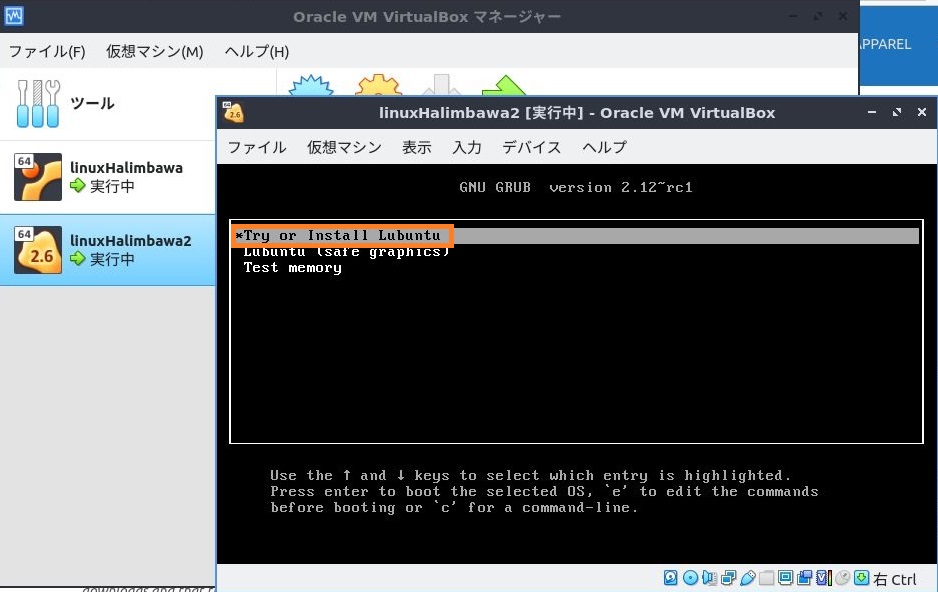 Oracle VM VirtualBox マネージャー
ファイル(F) 仮想マシン(M) ヘルプ(H)
PPAREL
ツール
64
linuxHalimbawa
実行中
64
2.6
linuxHalimbawa2
実行中
64
2.6
linuxHalimbawa2 [実行中] - Oracle VM VirtualBox
ファイル 仮想マシン 表示 入力 デバイス ヘルプ
GNU GRUB version 2.12~rc1
*Try or Install Lubuntu
Lubuntu (safe graphics)
Test memory
Use the ↑ and ↓ keys to select which entry is highlighted.
Press enter to boot the selected OS, `e' to edit the commands
before booting or `c' for a command-line.
右 Ctrl
downloads and that